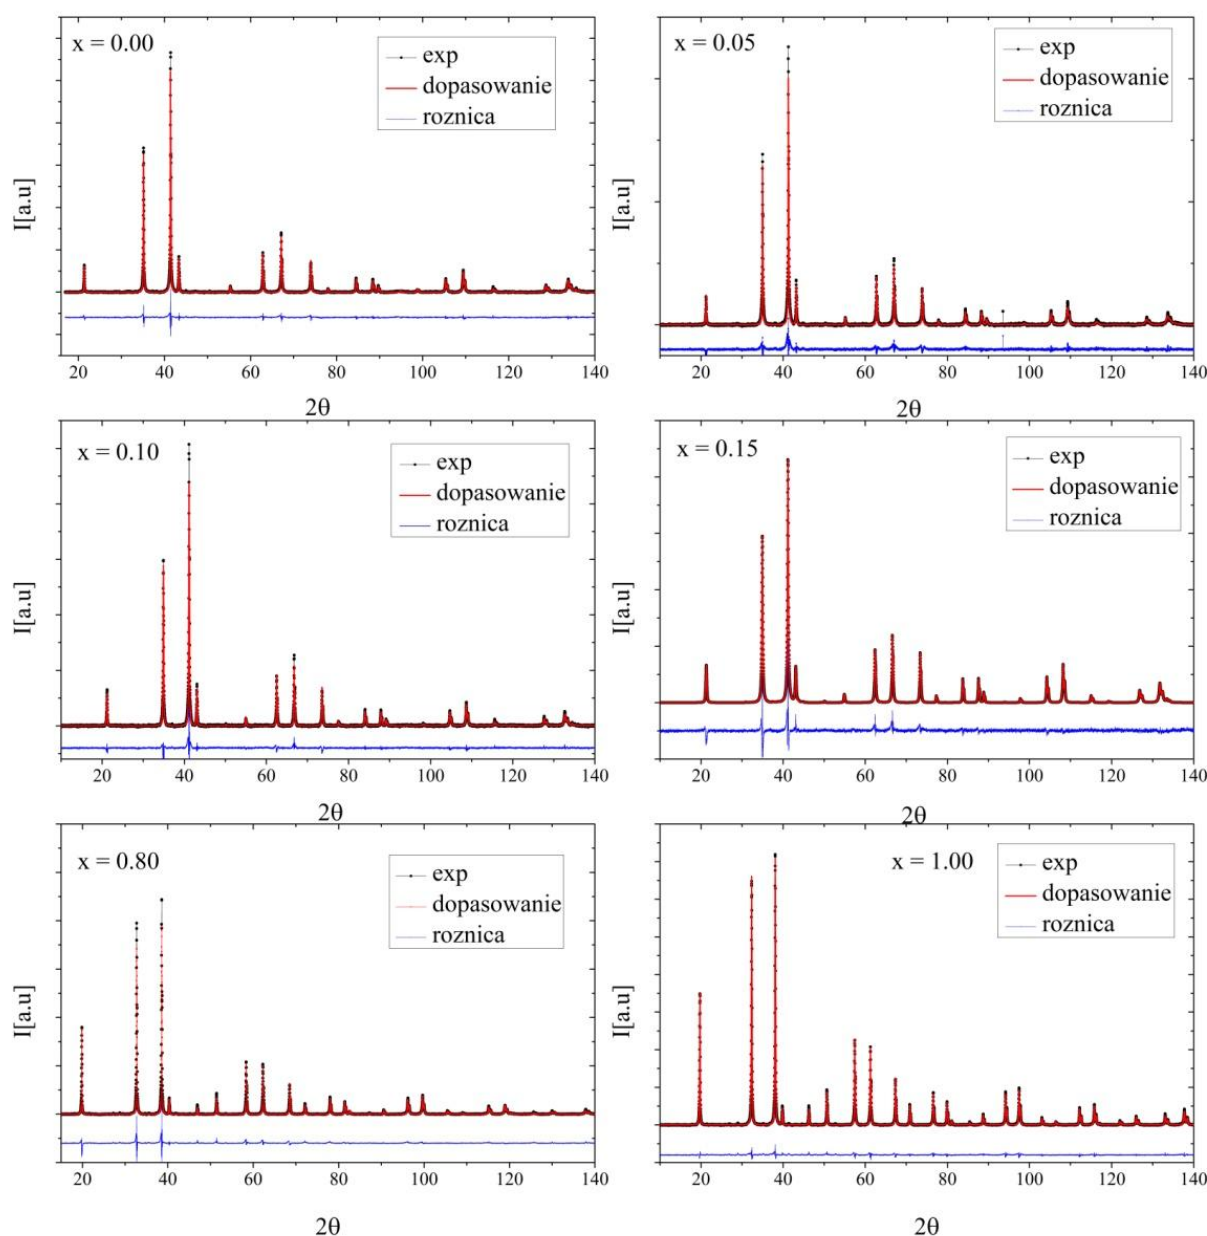 x = 0.00
exp
dopasowanie
roznica
I[a.u]
20 40 60 80 100 120 140
2θ
x = 0.05
exp
dopasowanie
roznica
I[a.u]
20 40 60 80 100 120 140
2θ
x = 0.10
exp
dopasowanie
roznica
I[a.u]
20 40 60 80 100 120 140
2θ
x = 0.15
exp
dopasowanie
roznica
I[a.u]
20 40 60 80 100 120 140
2θ
x = 0.80
exp
dopasowanie
roznica
I[a.u]
20 40 60 80 100 120 140
2θ
x = 1.00
exp
dopasowanie
roznica
I[a.u]
20 40 60 80 100 120 140
2θ